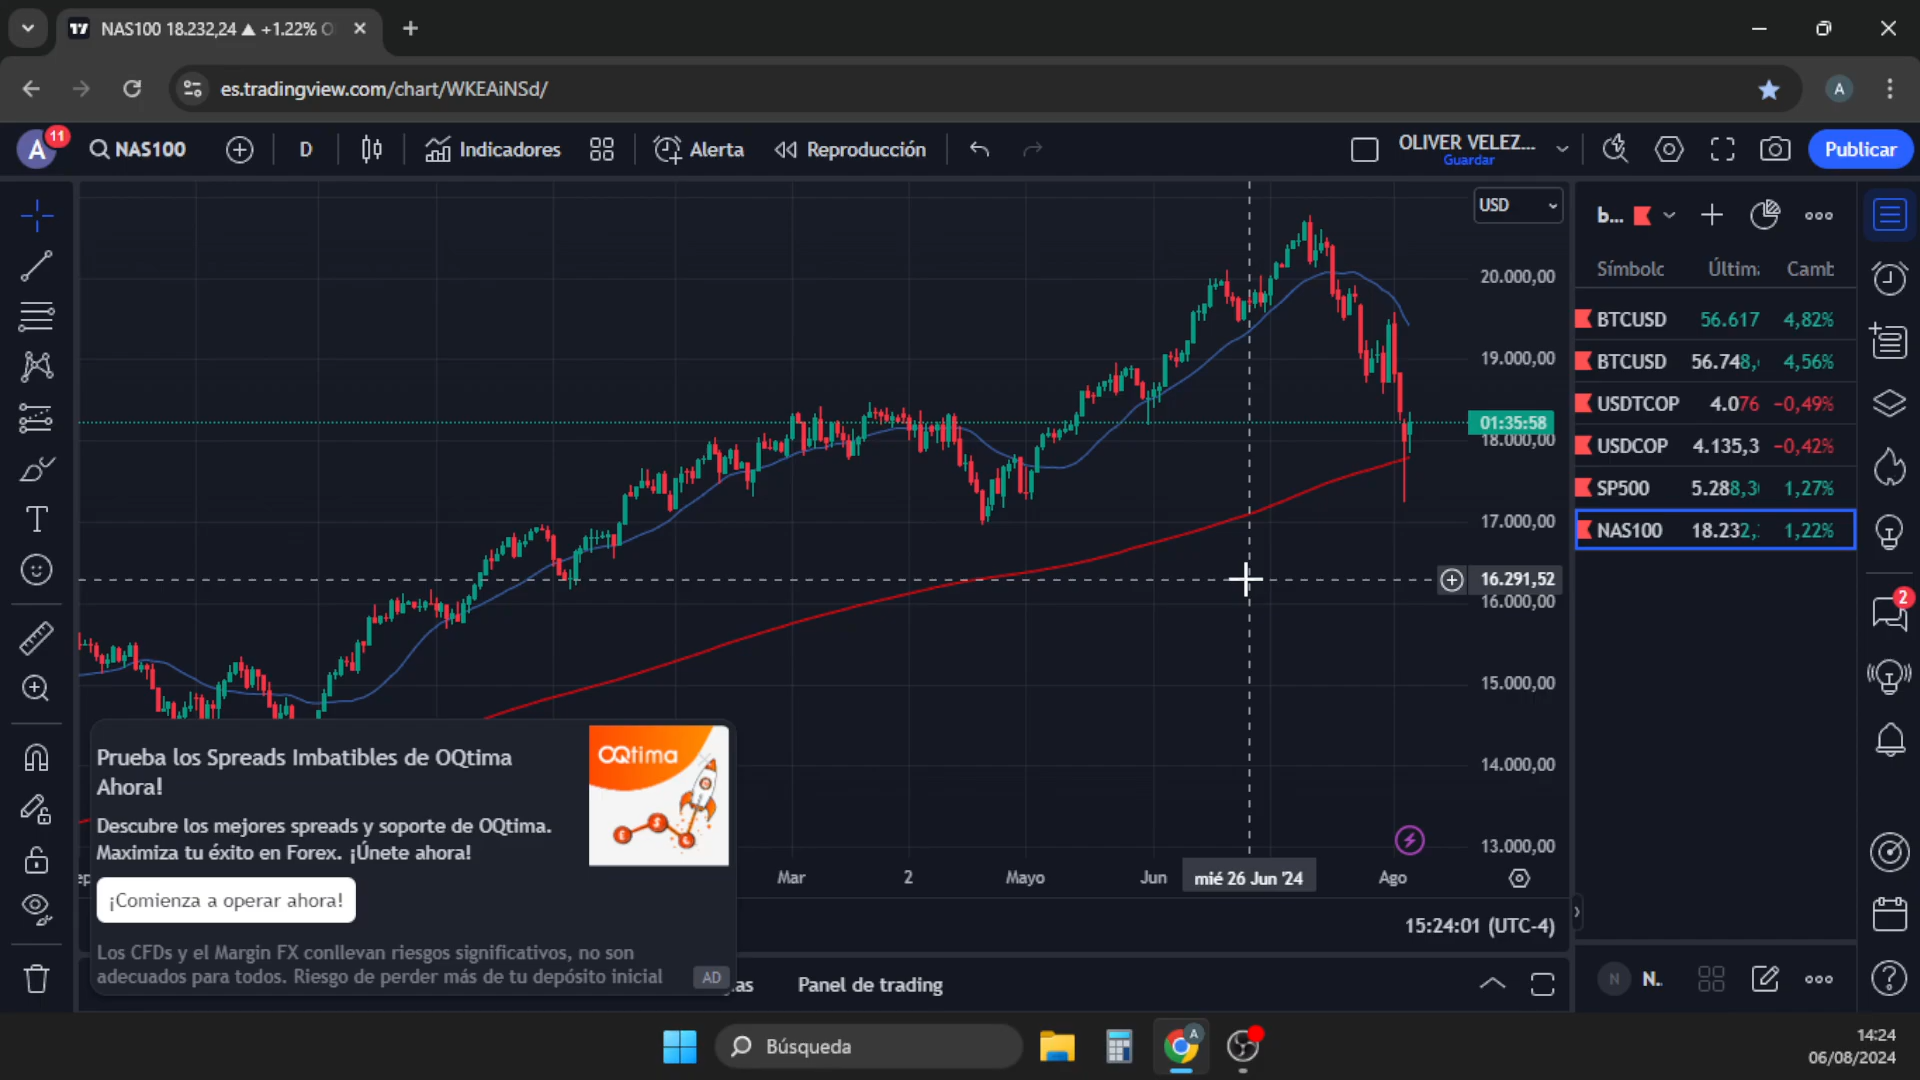 NAS100 18.232,24 ▲ +1.22%
es.tradingview.com/chart/WKEAiNSd/
A
A
11
NAS100
D
Indicadores
Alerta
Reproducción
OLIVER VELEZ...
Guardar
Publicar
USD
20.000,00
19.000,00
01:35:58
18.000,00
17.000,00
16.291,52
16.000,00
15.000,00
14.000,00
13.000,00
b...
Símbolc
Última
Camb
BTCUSD 56.617 4,82%
BTCUSD 56.748, 4,56%
USDTCOP 4.076 −0,49%
USDCOP 4.135,3 −0,42%
SP500 5.288,3 1,27%
NAS100 18.232, 1,22%
2
Mar
2
Mayo
Jun
mié 26 Jun '24
Ago
Prueba los Spreads Imbatibles de OQtima
Ahora!
OQtima
Descubre los mejores spreads y soporte de OQtima.
Maximiza tu éxito en Forex. ¡Únete ahora!
¡Comienza a operar ahora!
Los CFDs y el Margin FX conllevan riesgos significativos, no son
adecuados para todos. Riesgo de perder más de tu depósito inicial
AD
15:24:01 (UTC-4)
as
Panel de trading
N
N..
Búsqueda
A
14:24
06/08/2024